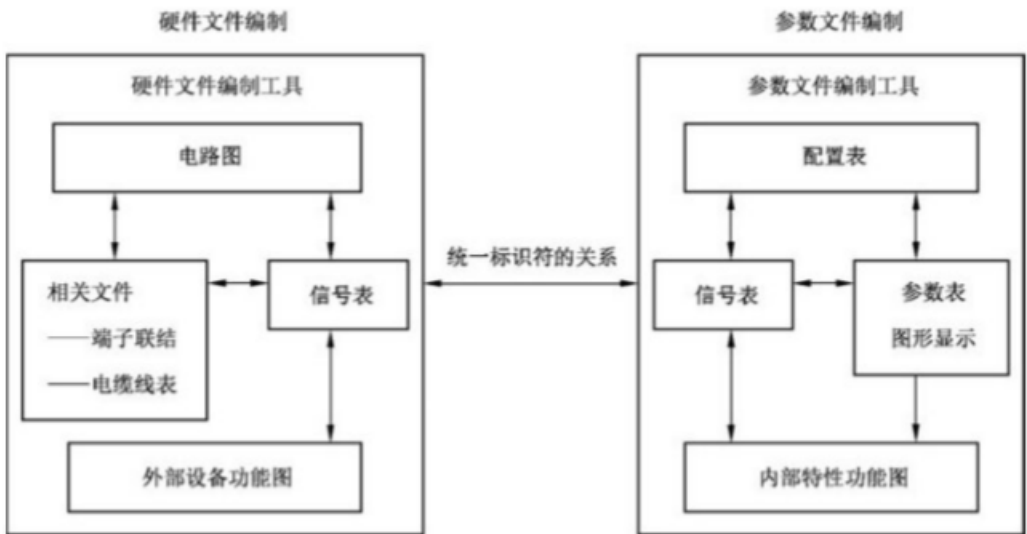 硬件文件编制
参数文件编制
硬件文件编制工具
电路图
相关文件
——端子联结
——电缆线表
信号表
外部设备功能图
统一标识符的关系
参数文件编制工具
配置表
信号表
参数表
图形显示
内部特性功能图